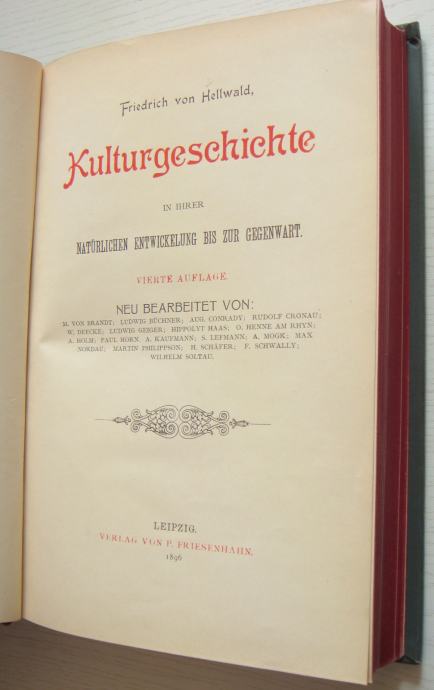 Friedrich von Hellwald,
Kulturgeschichte
IN IHRER
NATÜRLICHEN ENTWICKELUNG BIS ZUR GEGENWART.
VIERTE AUFLAGE.
NEU BEARBEITET VON:
M. VON BRANDT; LUDWIG BÜCHNER; AUG. CONRADY; RUDOLF CRONAU;
W. DEECKE; LUDWIG GEIGER; HIPPOLYT HAAS; O. HENNE AM RHYN;
A. HOLM; PAUL HORN. A. KAUFMANN; S. LEFMANN; A. MOGK; MAX
NORDAU; MARTIN PHILIPPSON; H. SCHÄFER; F. SCHWALLY;
WILHELM SOLTAU.
LEIPZIG.
VERLAG VON P. FRIESENHAHN.
1896